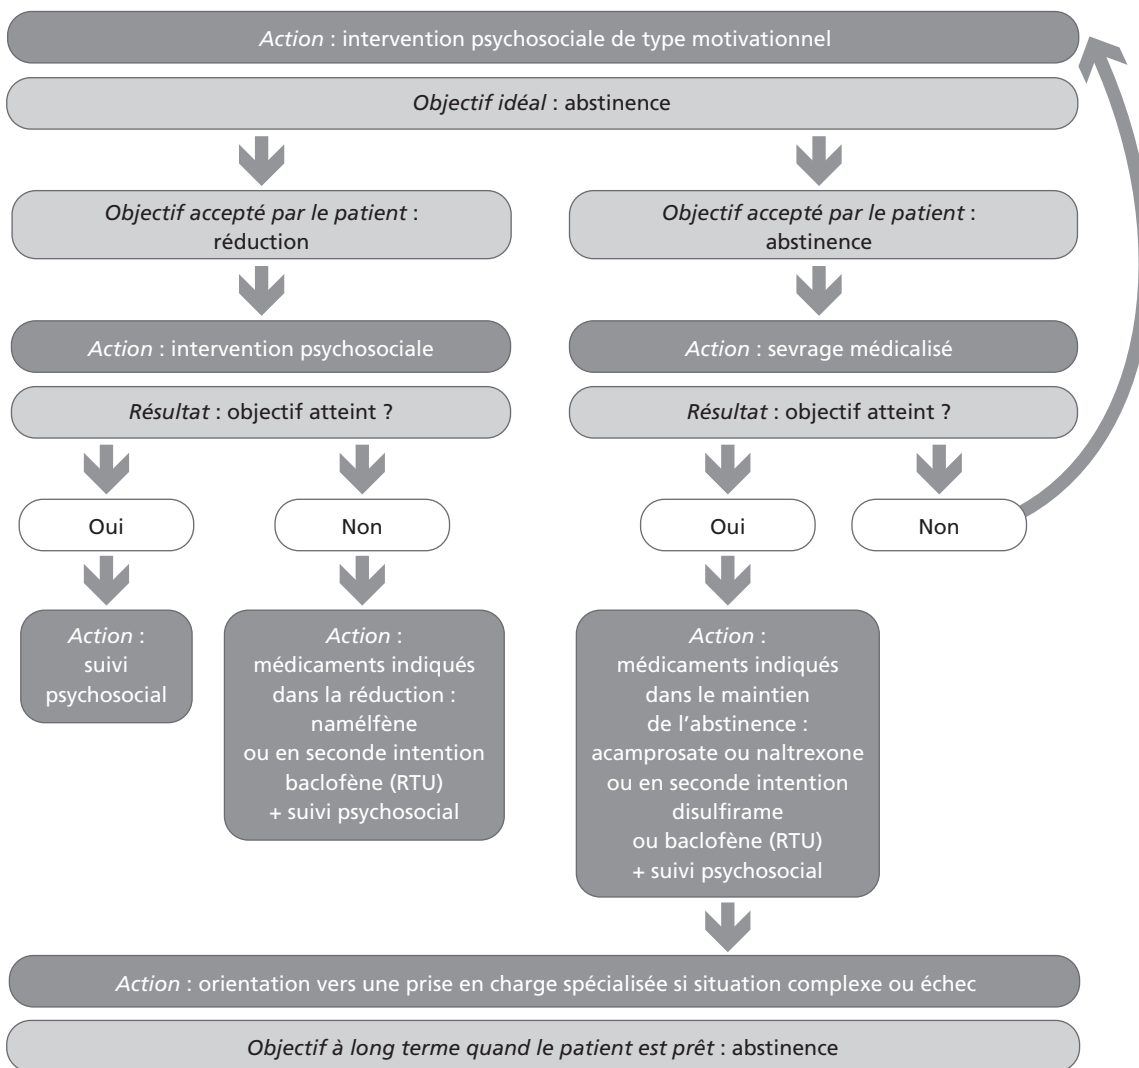 Action : intervention psychosociale de type motivationnel
Objectif idéal : abstinence
Objectif accepté par le patient :
réduction
Objectif accepté par le patient :
abstinence
Action : intervention psychosociale
Action : sevrage médicalisé
Résultat : objectif atteint ?
Résultat : objectif atteint ?
Oui
Non
Oui
Non
Action :
suivi
psychosocial
Action :
médicaments indiqués
dans la réduction :
namélfène
ou en seconde intention
baclofène (RTU)
+ suivi psychosocial
Action :
médicaments indiqués
dans le maintien
de l'abstinence :
acamprosate ou naltrexone
ou en seconde intention
disulfirame
ou baclofène (RTU)
+ suivi psychosocial
Action : orientation vers une prise en charge spécialisée si situation complexe ou échec
Objectif à long terme quand le patient est prêt : abstinence